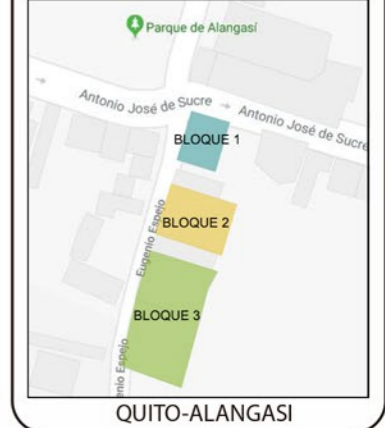 Parque de Alangasí
Antonio José de Sucre → Antonio José de Sucre
BLOQUE 1
BLOQUE 2
Eugenio Espejo
BLOQUE 3
enio Espejo
QUITO-ALANGASI